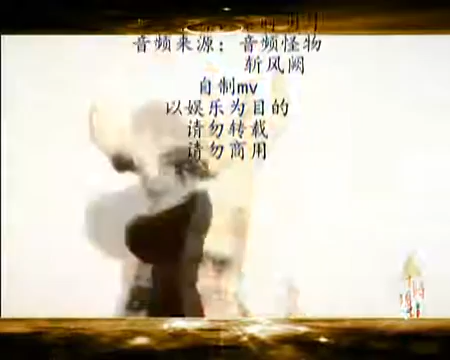 音频来源：音频怪物
斩风阙
自制mv
以娱乐为目的
请勿转载
请勿商用